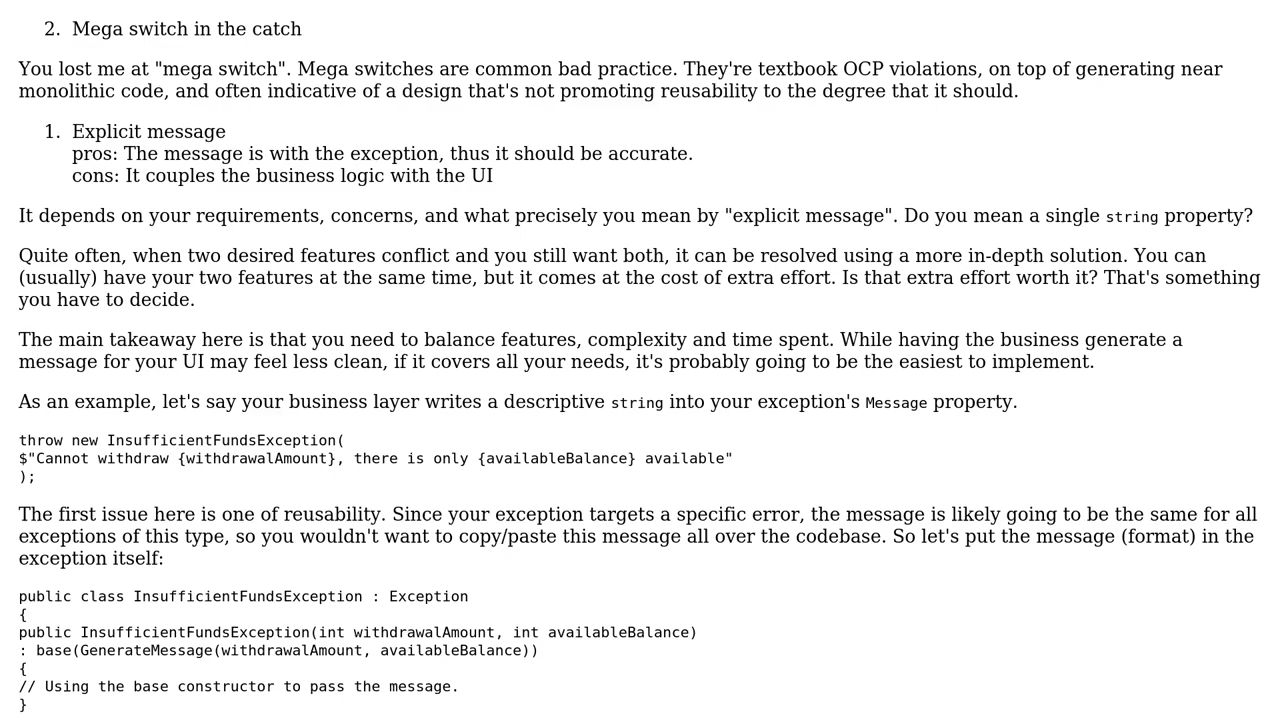 2. Mega switch in the catch
You lost me at "mega switch". Mega switches are common bad practice. They're textbook OCP violations, on top of generating near
monolithic code, and often indicative of a design that's not promoting reusability to the degree that it should.
1. Explicit message
pros: The message is with the exception, thus it should be accurate.
cons: It couples the business logic with the UI
It depends on your requirements, concerns, and what precisely you mean by "explicit message". Do you mean a single string property?
Quite often, when two desired features conflict and you still want both, it can be resolved using a more in-depth solution. You can
(usually) have your two features at the same time, but it comes at the cost of extra effort. Is that extra effort worth it? That's something
you have to decide.
The main takeaway here is that you need to balance features, complexity and time spent. While having the business generate a
message for your UI may feel less clean, if it covers all your needs, it's probably going to be the easiest to implement.
As an example, let's say your business layer writes a descriptive string into your exception's Message property.
throw new InsufficientFundsException(
$"Cannot withdraw {withdrawalAmount}, there is only {availableBalance} available"
);
The first issue here is one of reusability. Since your exception targets a specific error, the message is likely going to be the same for all
exceptions of this type, so you wouldn't want to copy/paste this message all over the codebase. So let's put the message (format) in the
exception itself:
public class InsufficientFundsException : Exception
{
public InsufficientFundsException(int withdrawalAmount, int availableBalance)
: base(GenerateMessage(withdrawalAmount, availableBalance))
{
// Using the base constructor to pass the message.
}